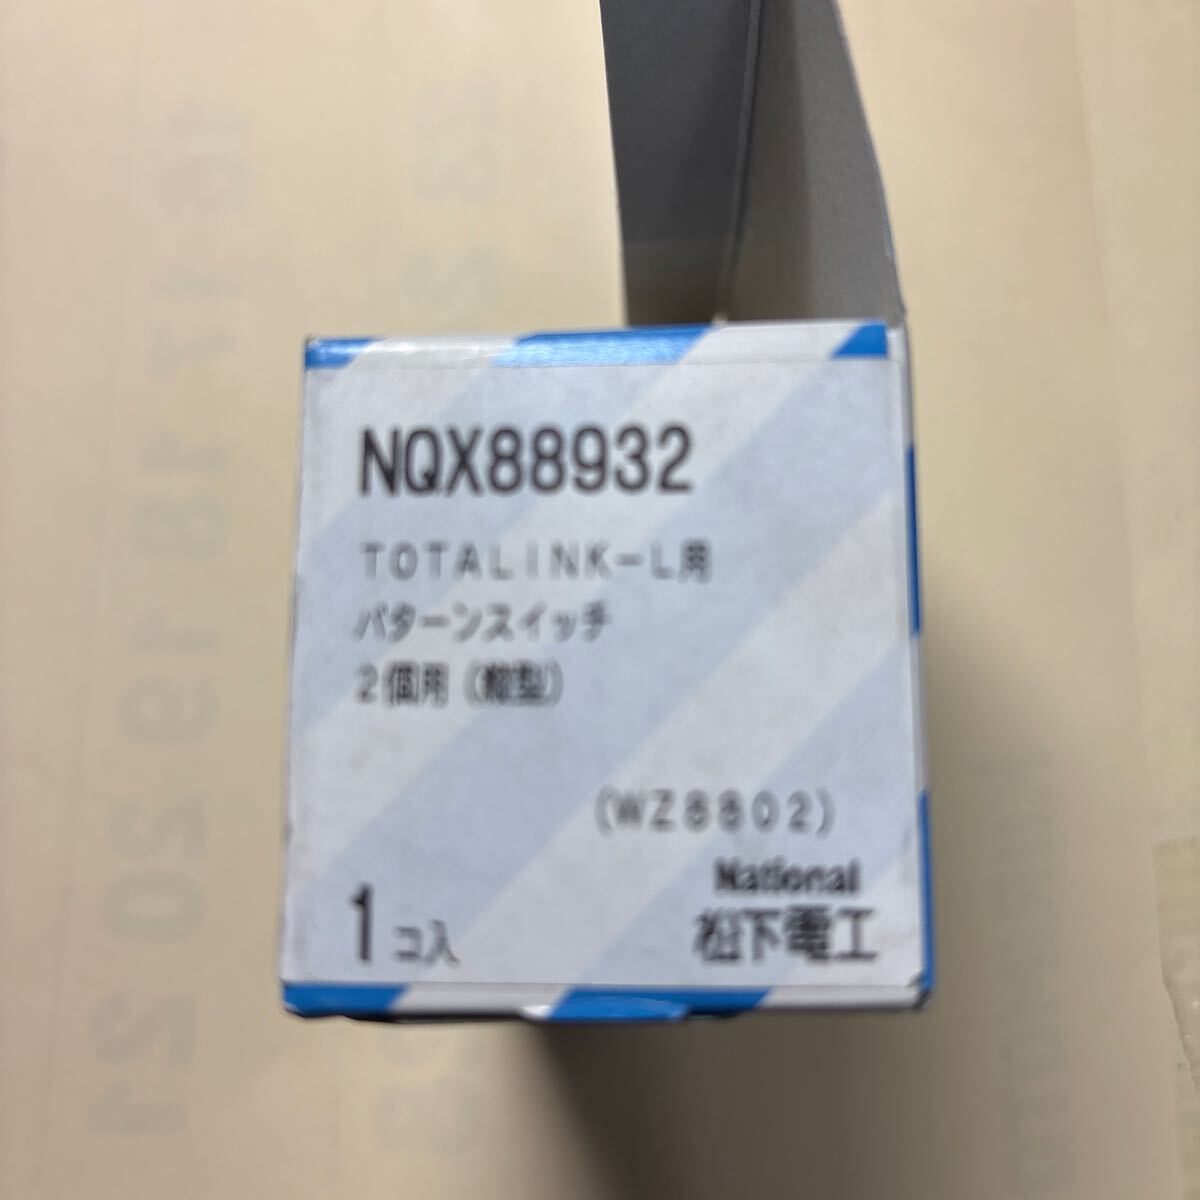 NQX88932
TOTALINK-L用
パターンスイッチ
2個用(縦型)
(WZ8802)
National
1コ入
松下電工